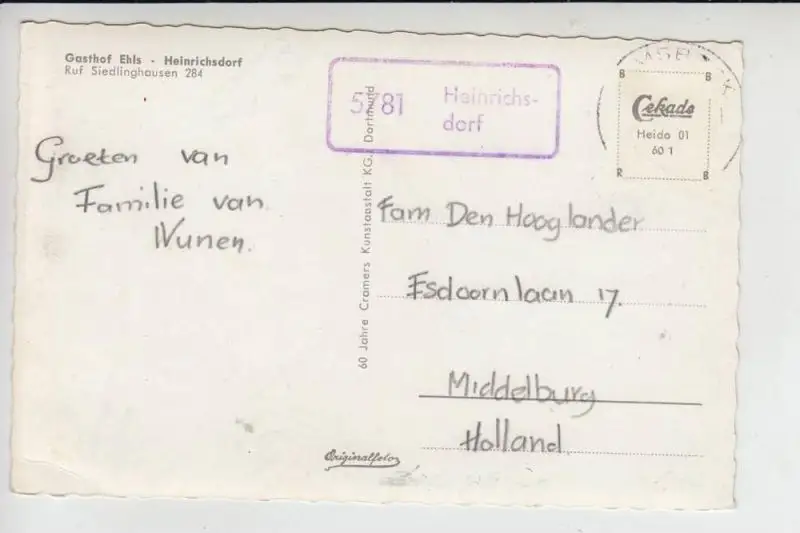 Gasthof Ehls · Heinrichsdorf
Ruf Siedlinghausen 284
5781 Heinrichs-
dorf
B B
Cekade
Heido 01
60 1
R B
Groeten van
Familie van
Wunen.
60 Jahre Cramers Kunstanstalt KG., Dortmund
Fam Den Hooglander
Esdoornlaan 17.
Middelburg
Holland
Originalfoto